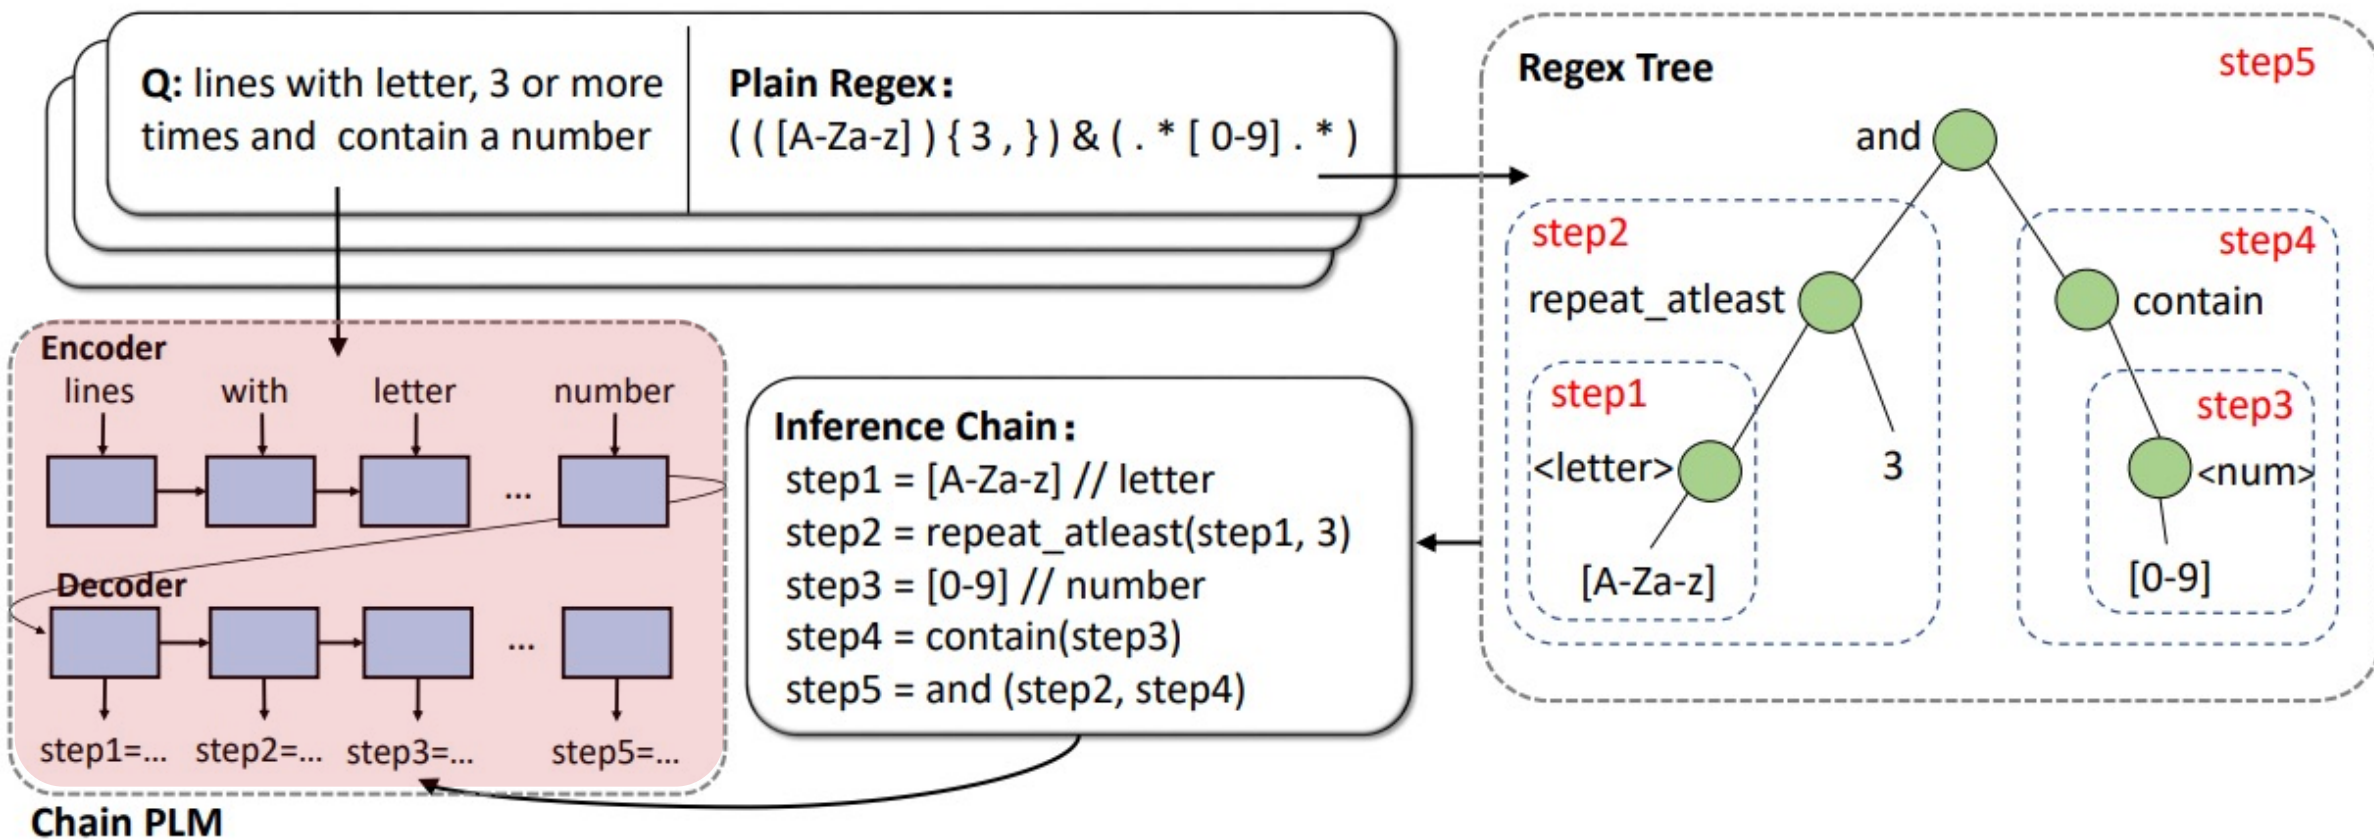 Q: lines with letter, 3 or more
times and  contain a number
Plain Regex:
( ( [A-Za-z] ) { 3 , } ) & ( . * [ 0-9] . * )
Regex Tree
step5
and
step2
step4
repeat_atleast
contain
step1
step3
<letter>
3
<num>
[A-Za-z]
[0-9]
Encoder
lines with letter number
...
Decoder
...
step1=... step2=... step3=... step5=...
Chain PLM
Inference Chain:
step1 = [A-Za-z] // letter
step2 = repeat_atleast(step1, 3)
step3 = [0-9] // number
step4 = contain(step3)
step5 = and (step2, step4)